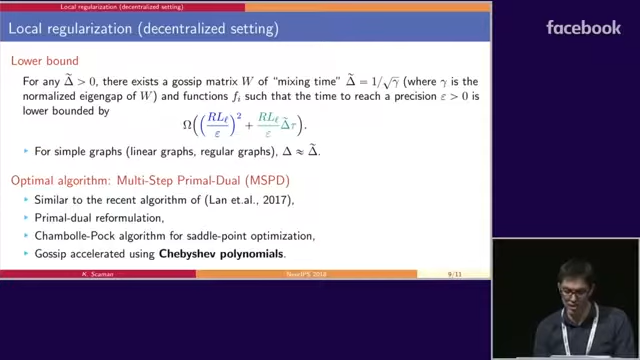 Local regularization (decentralized setting)
Local regularization (decentralized setting)
facebook
Lower bound
For any Δ̃ > 0, there exists a gossip matrix W of "mixing time" Δ̃ = 1/√γ (where γ is the
normalized eigengap of W) and functions fᵢ such that the time to reach a precision ε > 0 is
lower bounded by
Ω((RL_ℓ/ε)² + RL_ℓ/ε Δ̃τ).
For simple graphs (linear graphs, regular graphs), Δ ≈ Δ̃.
Optimal algorithm: Multi-Step Primal-Dual (MSPD)
Similar to the recent algorithm of (Lan et.al., 2017),
Primal-dual reformulation,
Chambolle-Pock algorithm for saddle-point optimization,
Gossip accelerated using Chebyshev polynomials.
K. Scaman NeurIPS 2018 9/13